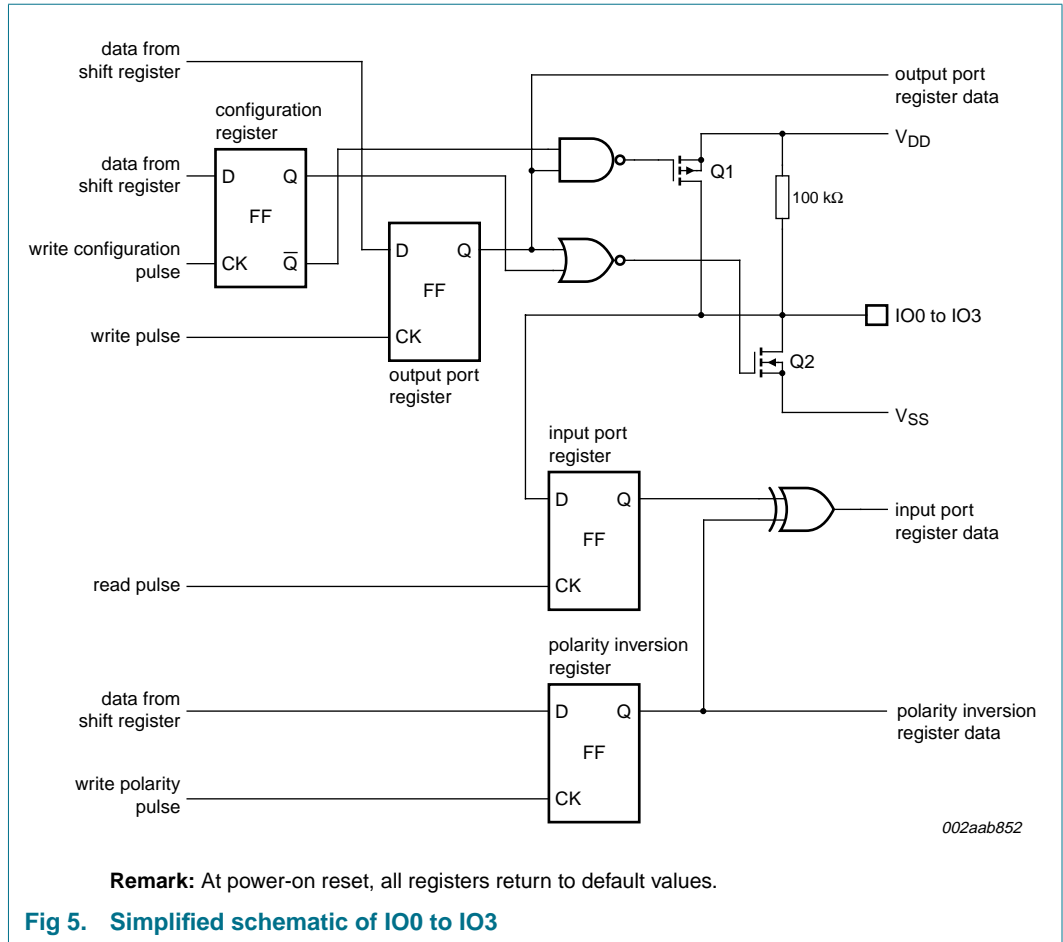 data from
shift register
output port
register data
configuration
register
V_DD
data from
shift register
D Q
Q1
100 kΩ
FF
D Q
write configuration
pulse
CK Q̅
FF
IO0 to IO3
write pulse
CK
Q2
output port
register
V_SS
input port
register
D Q
input port
register data
FF
read pulse
CK
polarity inversion
register
data from
shift register
D Q
polarity inversion
register data
FF
write polarity
pulse
CK
002aab852
Remark: At power-on reset, all registers return to default values.
Fig 5. Simplified schematic of IO0 to IO3